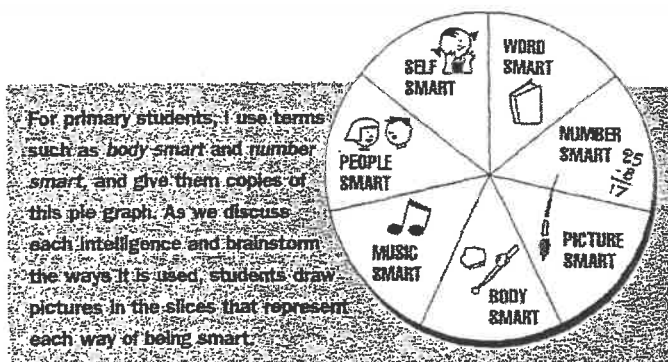 For primary students, I use terms
such as body smart and number
smart, and give them copies of
this pie graph. As we discuss
each intelligence and brainstorm
the ways it is used, students draw
pictures in the slices that represent
each way of being smart.
SELF
SMART
WORD
SMART
NUMBER
SMART
25
-8
17
PICTURE
SMART
BODY
SMART
MUSIC
SMART
PEOPLE
SMART